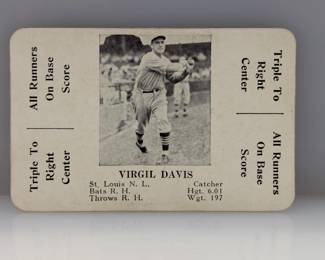 All Runners
On Base
Score
Triple To
Right
Center
Triple To
Right
Center
All Runners
On Base
Score
VIRGIL DAVIS
St. Louis N. L. Catcher
Bats R. H. Hgt. 6.01
Throws R. H. Wgt. 197